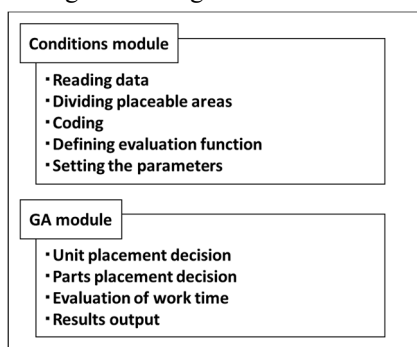 Conditions module
・Reading data
・Dividing placeable areas
・Coding
・Defining evaluation function
・Setting the parameters
GA module
・Unit placement decision
・Parts placement decision
・Evaluation of work time
・Results output